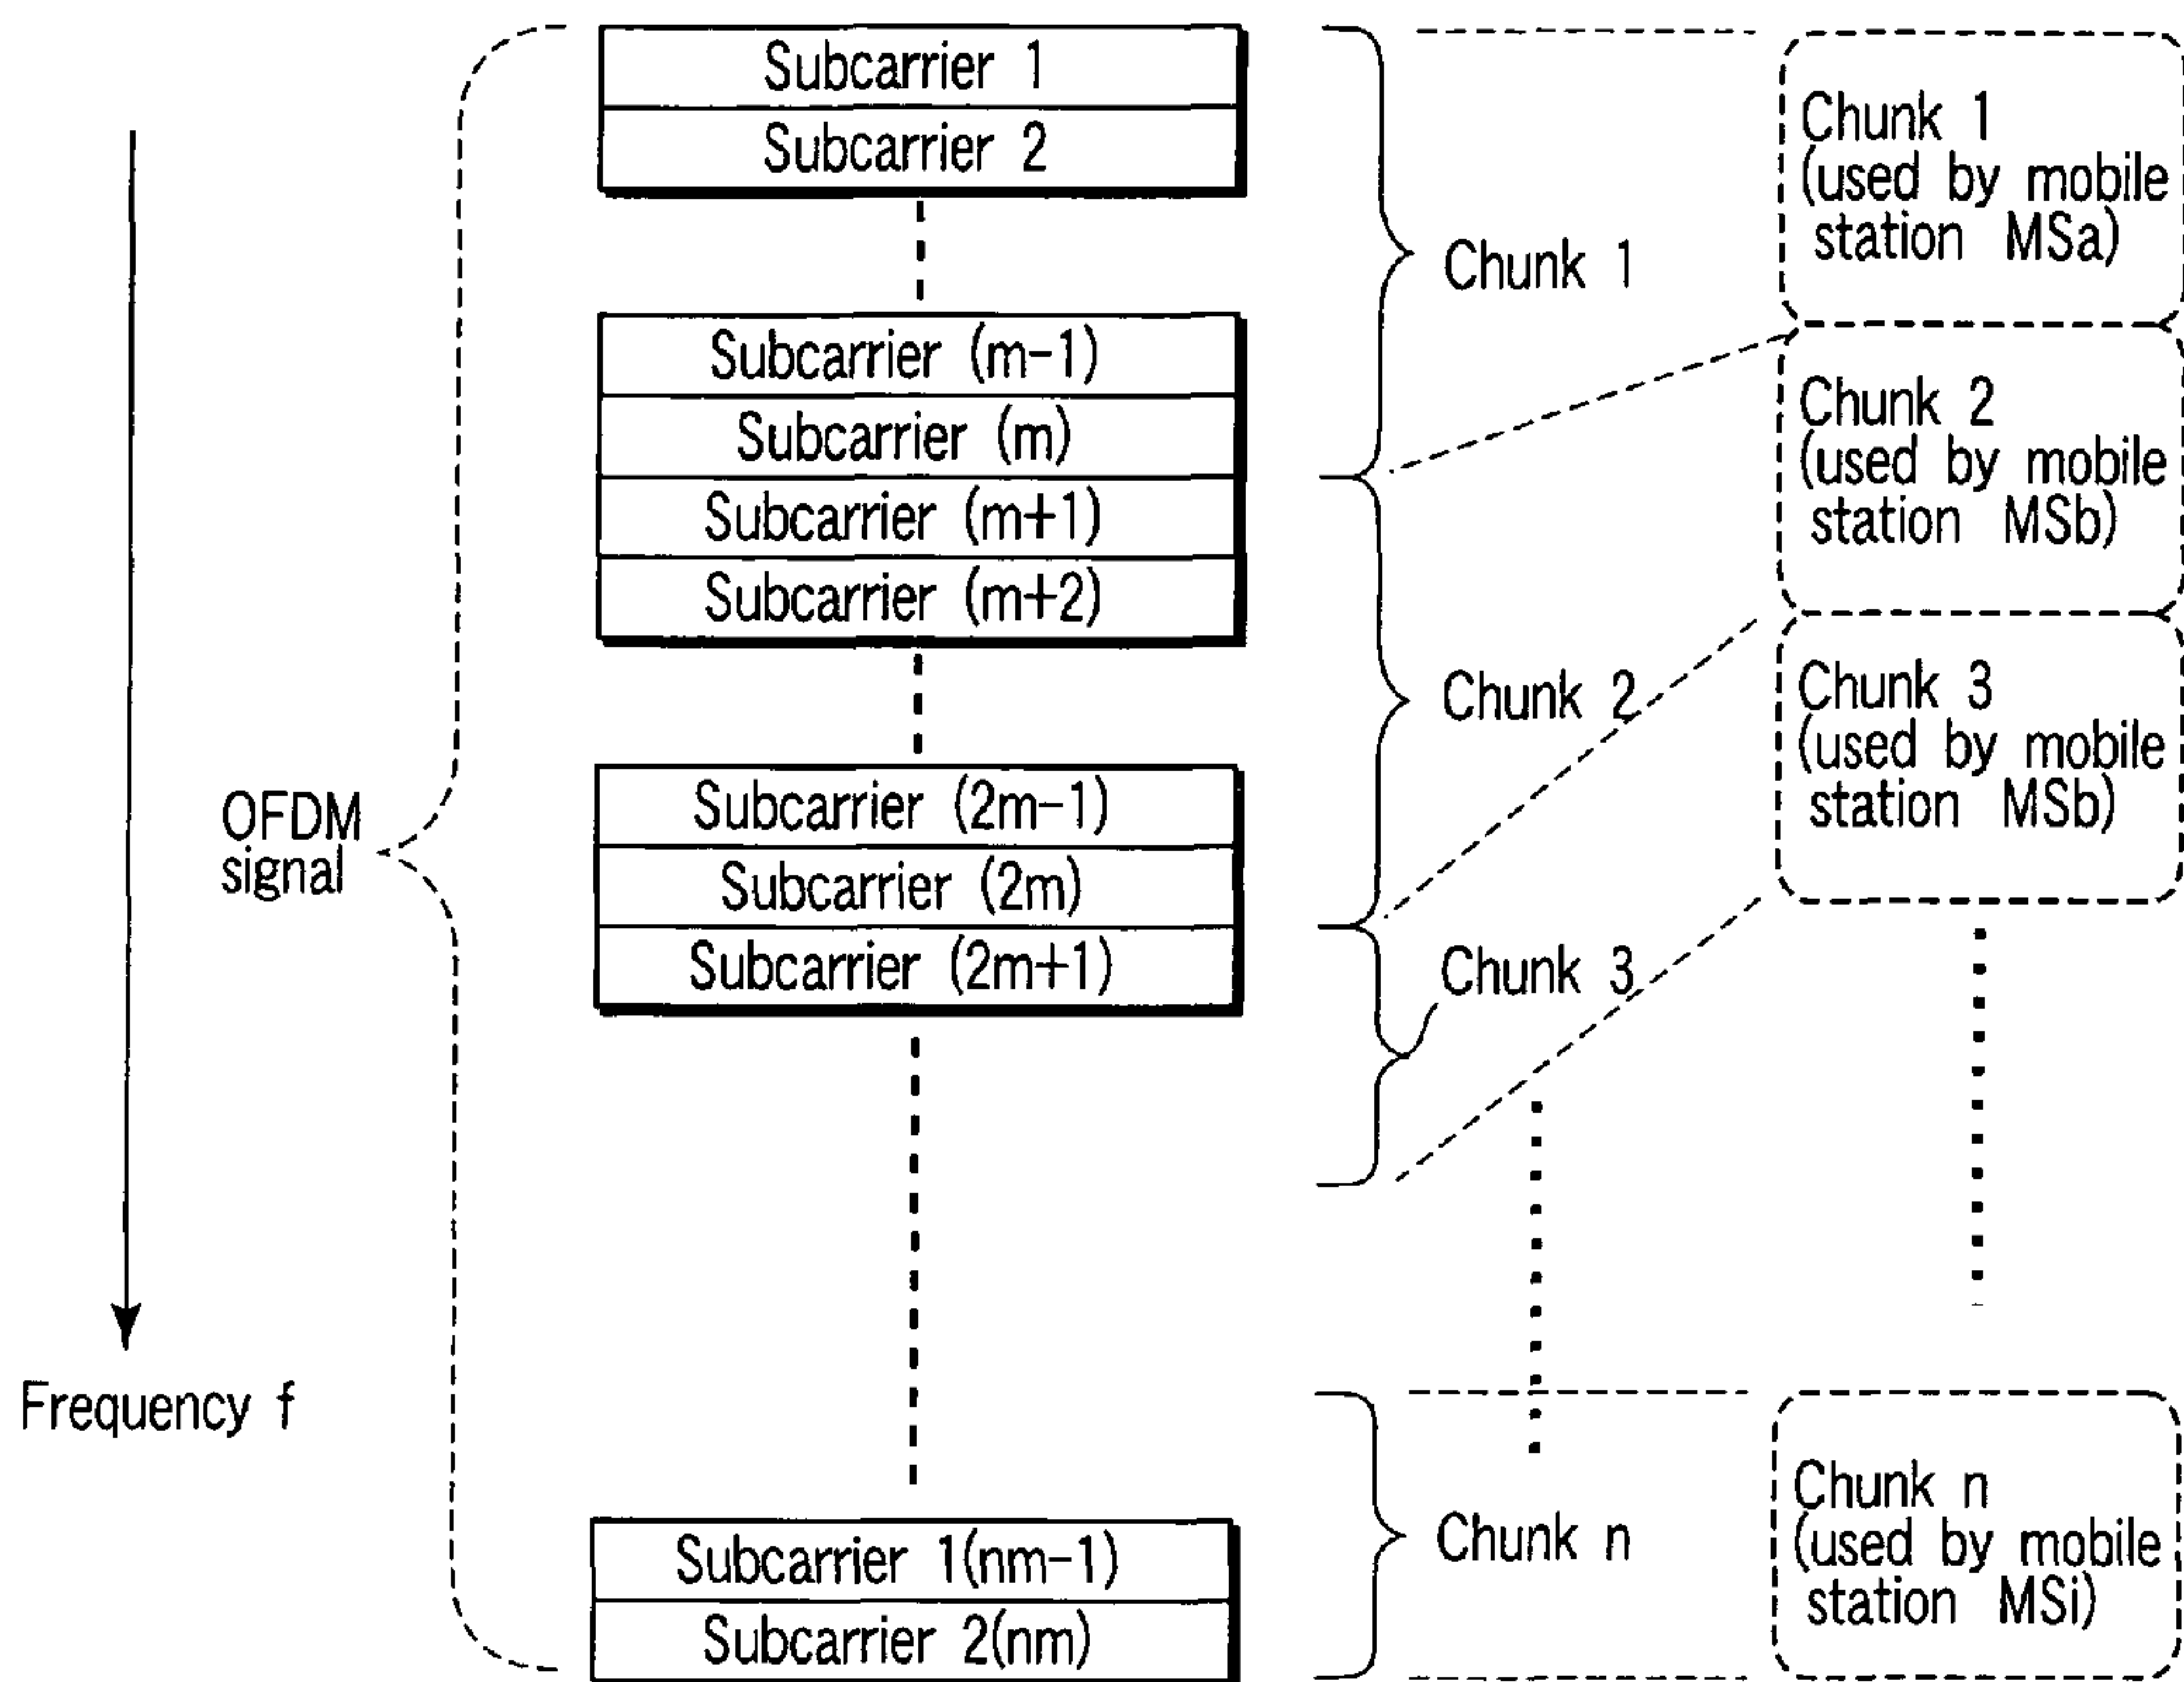 Subcarrier 1
Subcarrier 2
Subcarrier (m-1)
Subcarrier (m)
Subcarrier (m+1)
Subcarrier (m+2)
Subcarrier (2m-1)
Subcarrier (2m)
Subcarrier (2m+1)
Subcarrier 1(nm-1)
Subcarrier 2(nm)
OFDM
signal
Frequency f
Chunk 1
Chunk 2
Chunk 3
Chunk n
Chunk 1
(used by mobile
station MSa)
Chunk 2
(used by mobile
station MSb)
Chunk 3
(used by mobile
station MSb)
Chunk n
(used by mobile
station MSi)